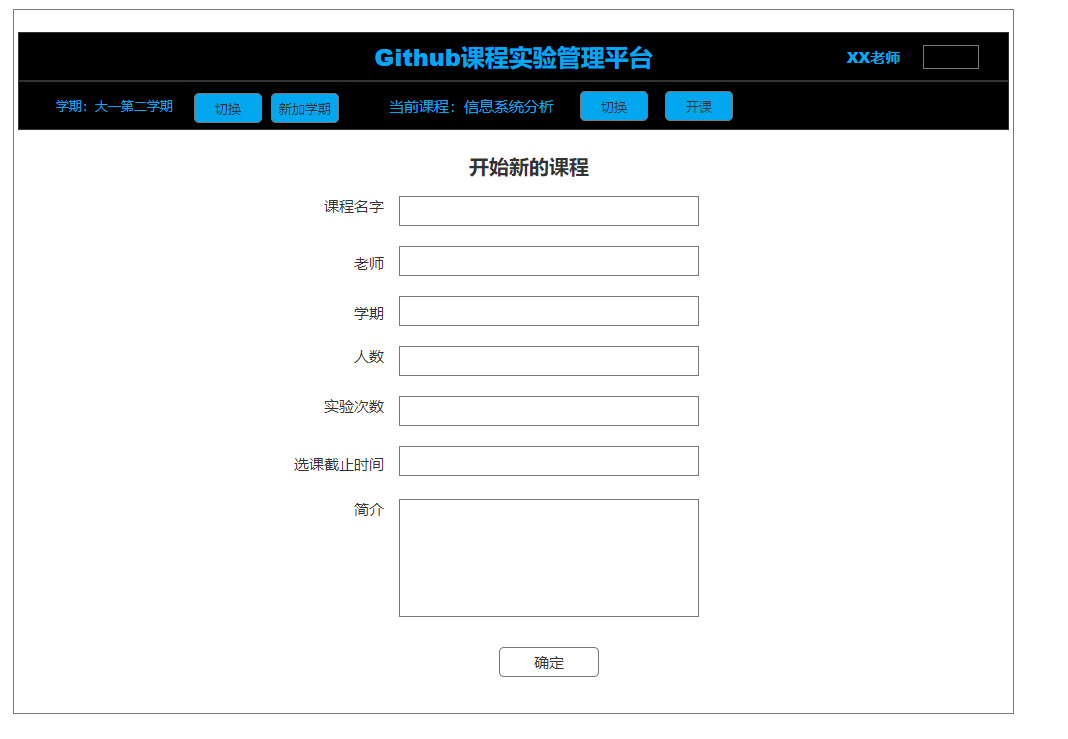 Github课程实验管理平台
XX老师
学期：大一第二学期 切换 新加学期 当前课程：信息系统分析 切换 开课
开始新的课程
课程名字
老师
学期
人数
实验次数
选课截止时间
简介
确定